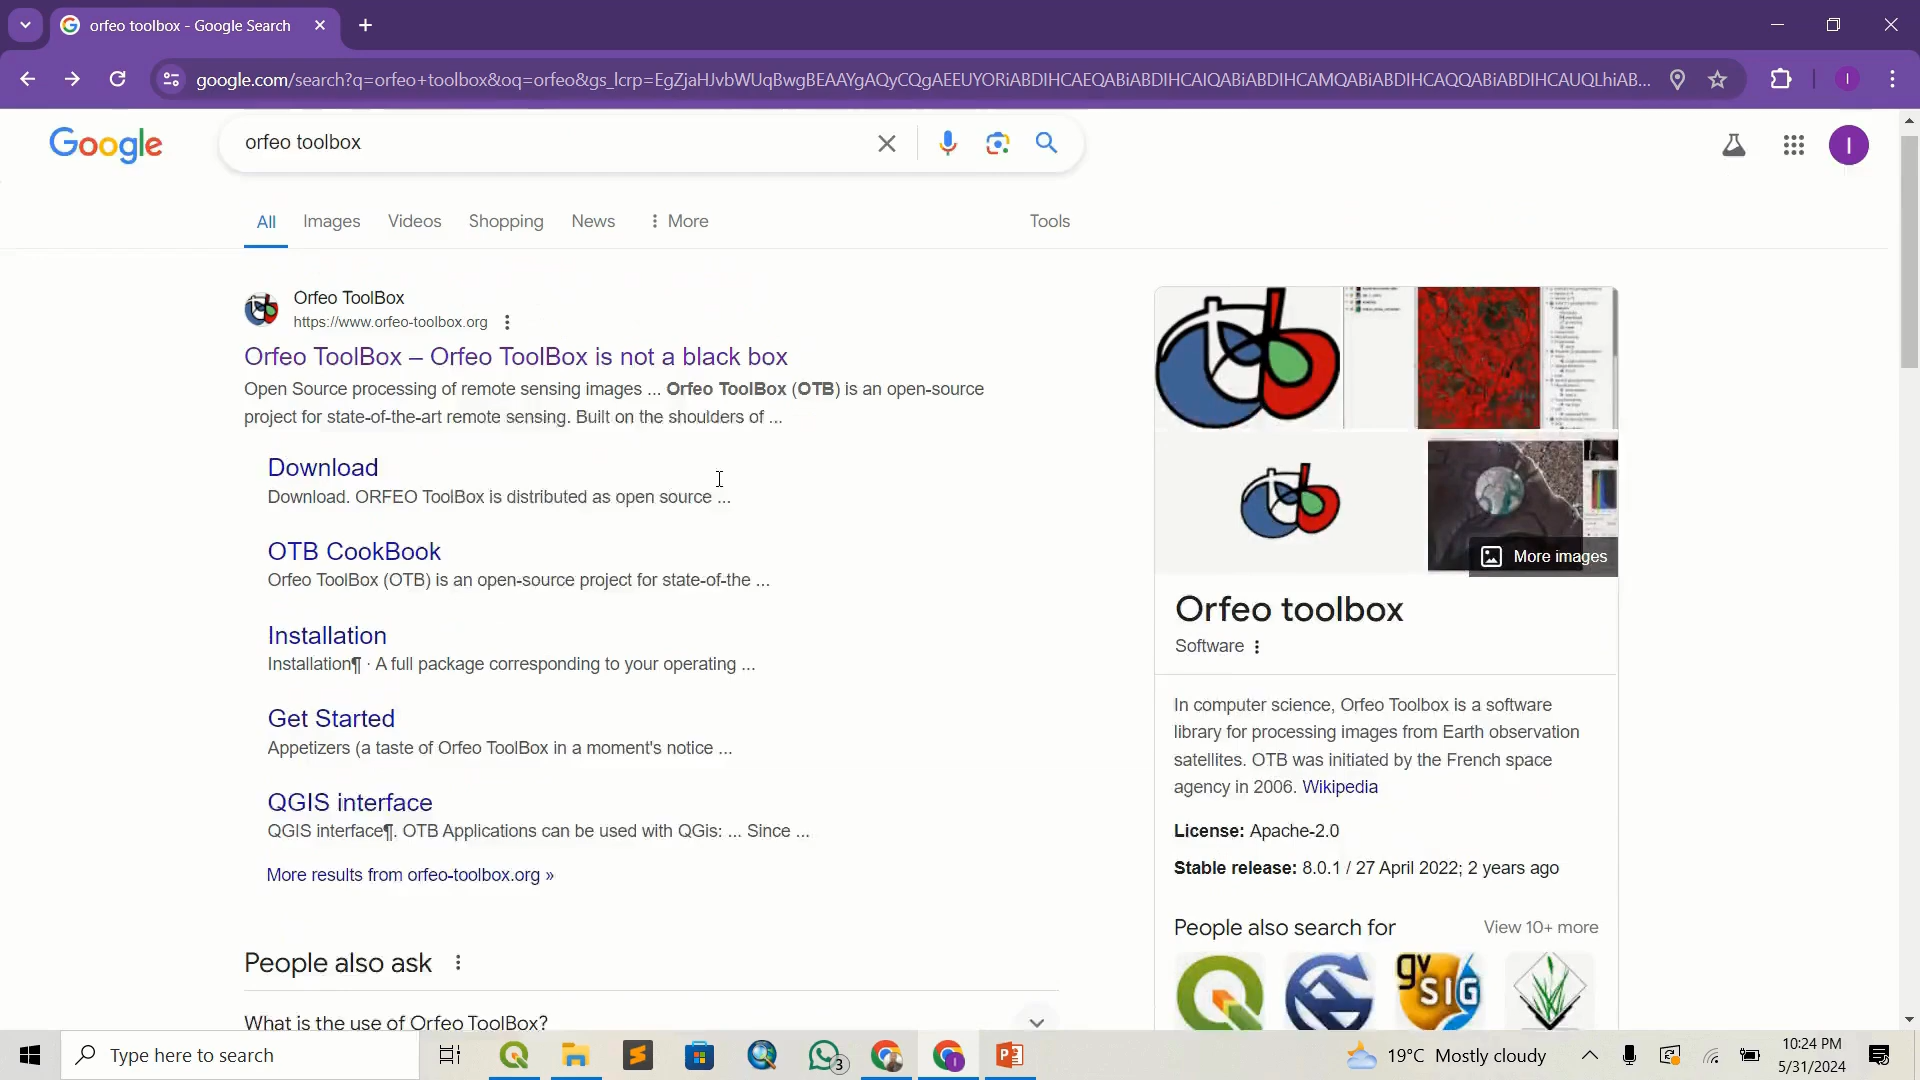 orfeo toolbox - Google Search
google.com/search?q=orfeo+toolbox&oq=orfeo&gs_lcrp=EgZjaHJvbWUqBwgBEAAYgAQyCQgAEEUYORiABDIHCAEQABiABDIHCAIQABiABDIHCAMQABiABDIHCAQQABiABDIHCAUQLhiAB...
Google
orfeo toolbox
All Images Videos Shopping News More Tools
Orfeo ToolBox
https://www.orfeo-toolbox.org
Orfeo ToolBox – Orfeo ToolBox is not a black box
Open Source processing of remote sensing images ... Orfeo ToolBox (OTB) is an open-source
project for state-of-the-art remote sensing. Built on the shoulders of ...
Download
Download. ORFEO ToolBox is distributed as open source ...
OTB CookBook
Orfeo ToolBox (OTB) is an open-source project for state-of-the ...
Installation
Installation¶ · A full package corresponding to your operating ...
Get Started
Appetizers (a taste of Orfeo ToolBox in a moment's notice ...
QGIS interface
QGIS interface¶. OTB Applications can be used with QGis: ... Since ...
More results from orfeo-toolbox.org »
People also ask
What is the use of Orfeo ToolBox?
More images
Orfeo toolbox
Software
In computer science, Orfeo Toolbox is a software
library for processing images from Earth observation
satellites. OTB was initiated by the French space
agency in 2006. Wikipedia
License: Apache-2.0
Stable release: 8.0.1 / 27 April 2022; 2 years ago
People also search for View 10+ more
gv SIG
Type here to search
3
19°C Mostly cloudy
10:24 PM
5/31/2024